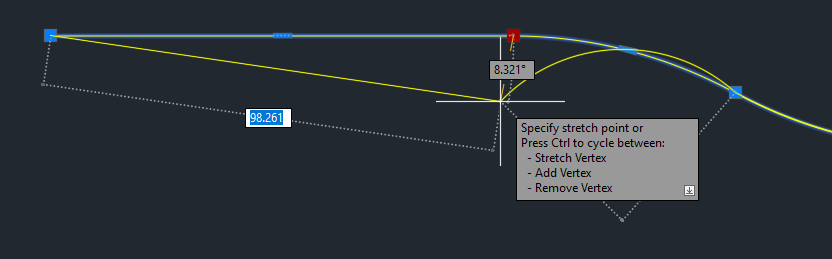 8.321°
98.261
Specify stretch point or
Press Ctrl to cycle between:
- Stretch Vertex
- Add Vertex
- Remove Vertex